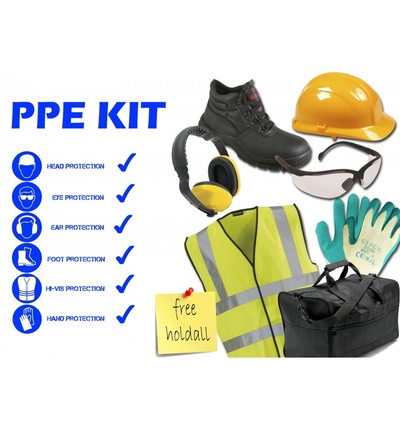 PPE KIT
HEAD PROTECTION
EYE PROTECTION
EAR PROTECTION
FOOT PROTECTION
HI-VIS PROTECTION
HAND PROTECTION
free
holdall